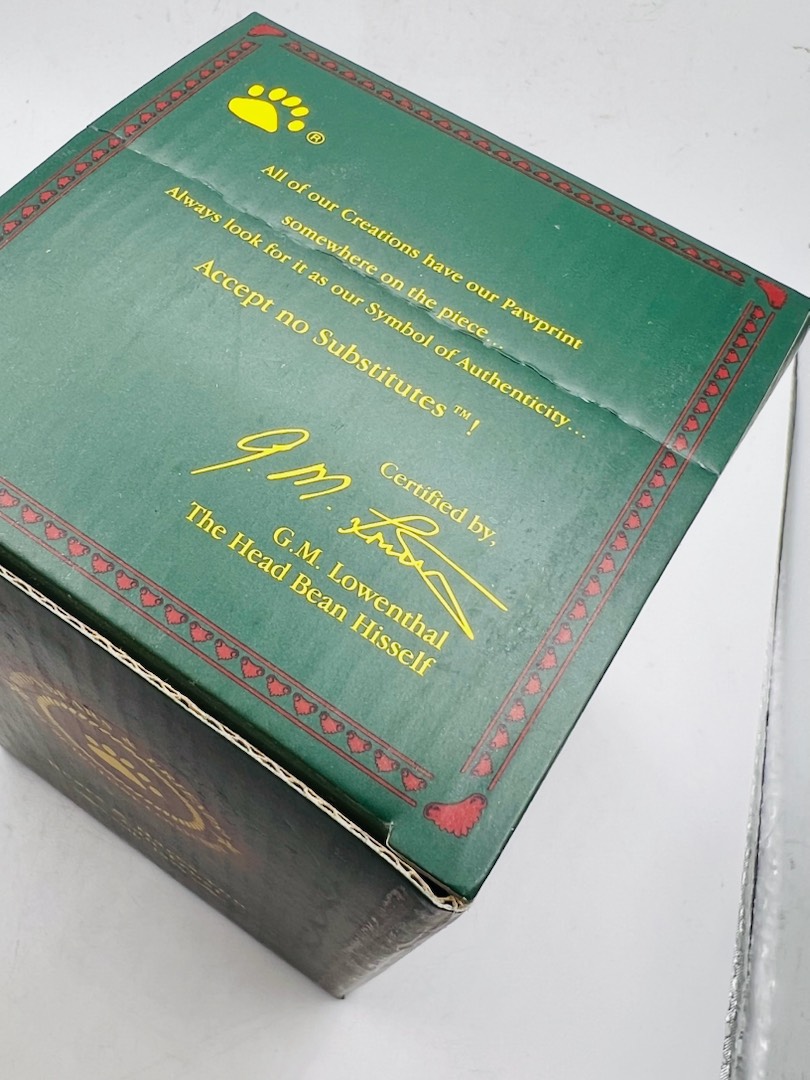 ®
All of our Creations have our Pawprint
somewhere on the piece...
Always look for it as our Symbol of Authenticity...
Accept no Substitutes™!
Certified by,
G.M. Lowenthal
G.M. Lowenthal
The Head Bean Hisself